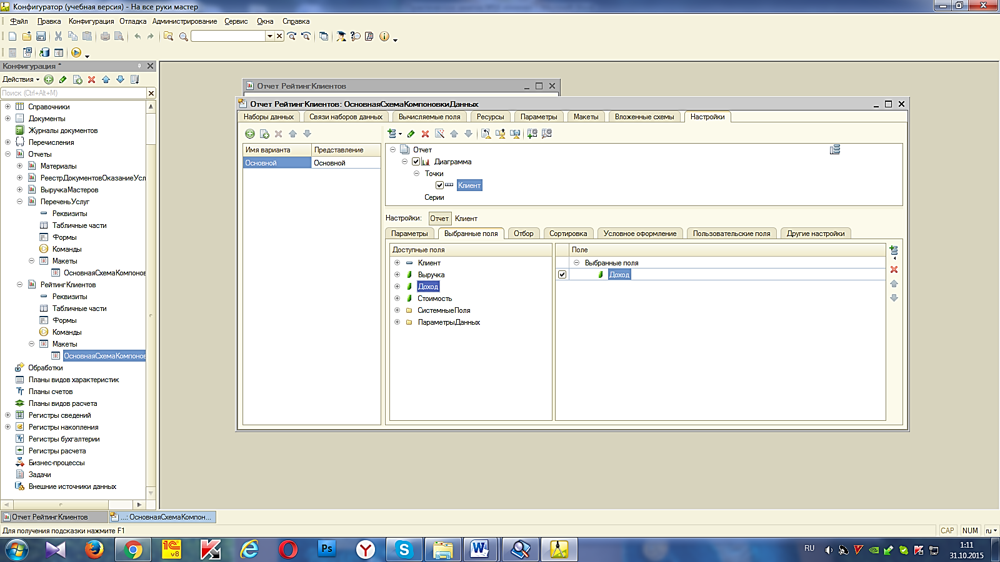 Конфигуратор (учебная версия) - На все руки мастер
Файл Правка Конфигурация Отладка Администрирование Сервис Окна Справка
Конфигурация *
Действия
Поиск (Ctrl+Alt+M)
Справочники
Документы
Журналы документов
Перечисления
Отчеты
Материалы
РеестрДокументовОказаниеУсл
ВыручкаМастеров
ПереченьУслуг
Реквизиты
Табличные части
Формы
Команды
Макеты
ОсновнаяСхемаКомпонов
РейтингКлиентов
Реквизиты
Табличные части
Формы
Команды
Макеты
ОсновнаяСхемаКомпонов
Обработки
Планы видов характеристик
Планы счетов
Планы видов расчета
Регистры сведений
Регистры накопления
Регистры бухгалтерии
Регистры расчета
Бизнес-процессы
Задачи
Внешние источники данных
Отчет РейтингКлиентов
Отчет РейтингКлиентов: ОсновнаяСхемаКомпоновкиДанных
Наборы данных Связи наборов данных Вычисляемые поля Ресурсы Параметры Макеты Вложенные схемы Настройки
Имя варианта Представление
Основной Основной
Отчет
Диаграмма
Точки
Клиент
Серии
Настройки: Отчет Клиент
Параметры Выбранные поля Отбор Сортировка Условное оформление Пользовательские поля Другие настройки
Доступные поля
Клиент
Выручка
Доход
Стоимость
СистемныеПоля
ПараметрыДанных
Поле
Выбранные поля
Доход
Отчет РейтингКлиентов ...: ОсновнаяСхемаКомпон...
Для получения подсказки нажмите F1
CAP NUM ru
1С v8
Ps
RU
1:11
31.10.2015